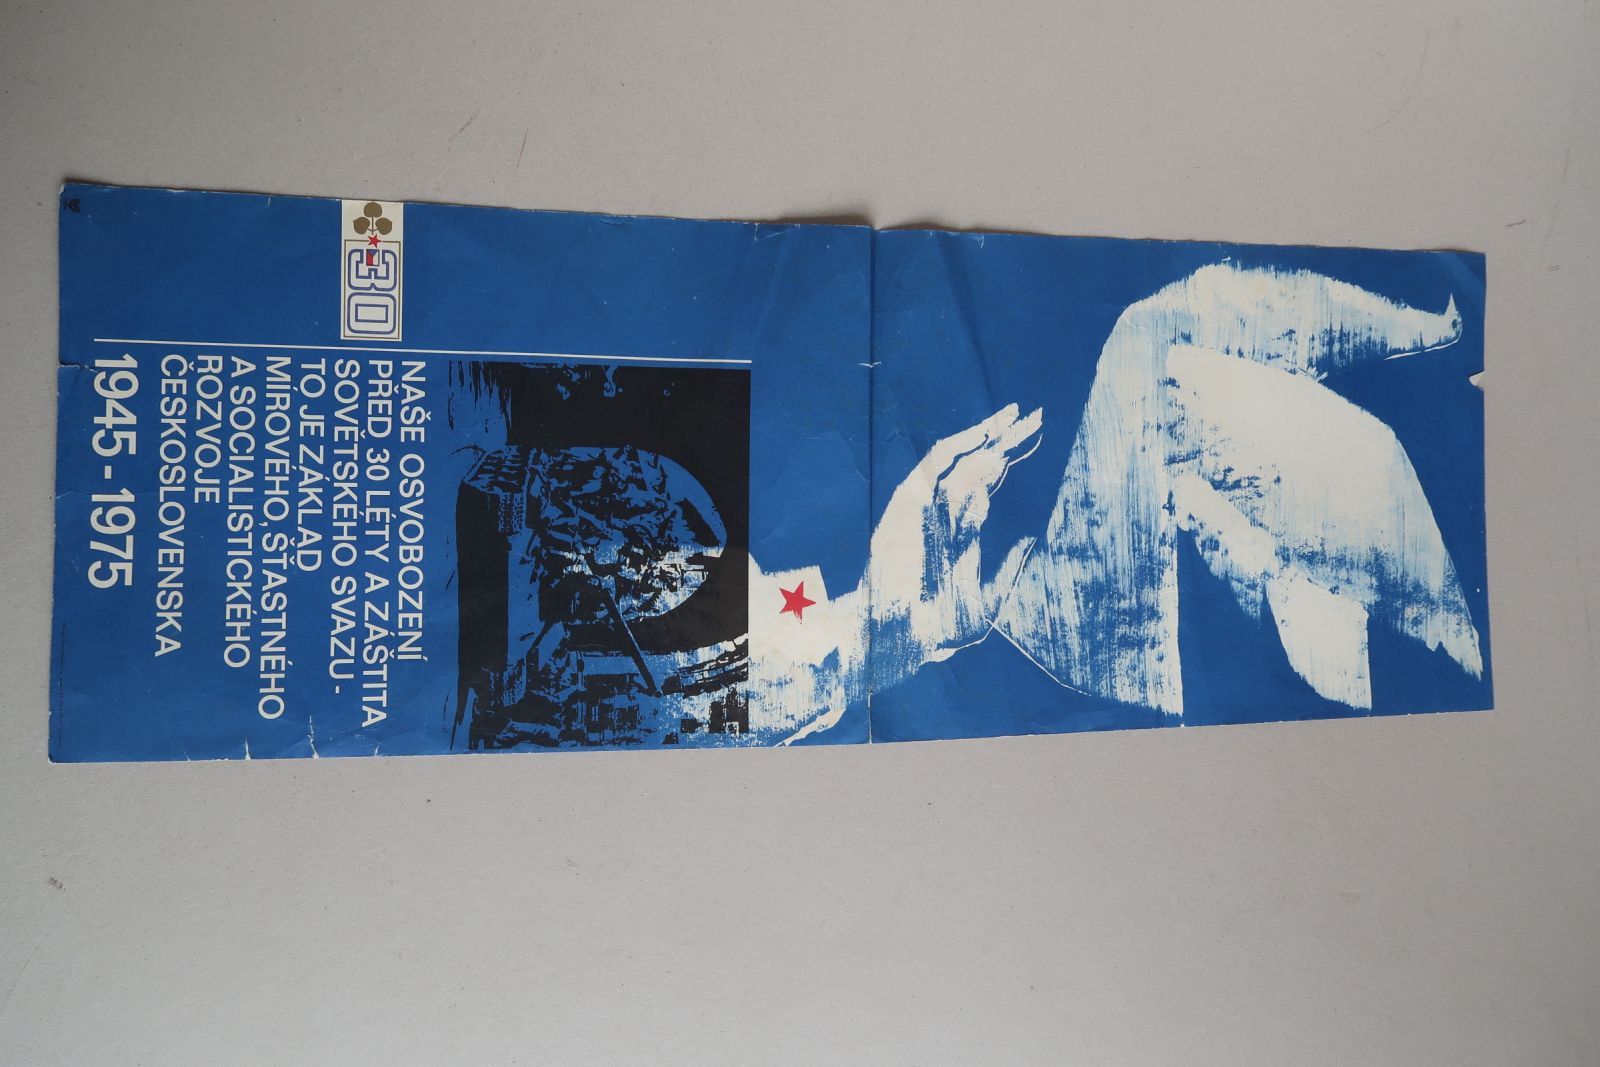 30
NAŠE OSVOBOZENÍ
PŘED 30 LÉTY A ZÁŠTITA
SOVĚTSKÉHO SVAZU -
TO JE ZÁKLAD
MÍROVÉHO, ŠŤASTNÉHO
A SOCIALISTICKÉHO
ROZVOJE
ČESKOSLOVENSKA
1945 - 1975